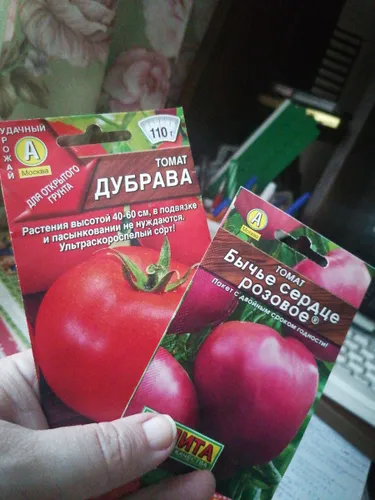 УДАЧНЫЙ
УРОЖАЙ
А
Москва
ДЛЯ ОТКРЫТОГО
ГРУНТА
110 г
ТОМАТ
ДУБРАВА
Растения высотой 40-60 см, в подвязке
и пасынковании не нуждаются.
Ультраскороспелый сорт!
А
Москва
ТОМАТ
Бычье сердце
розовое®
Пакет с двойным сроком годности!